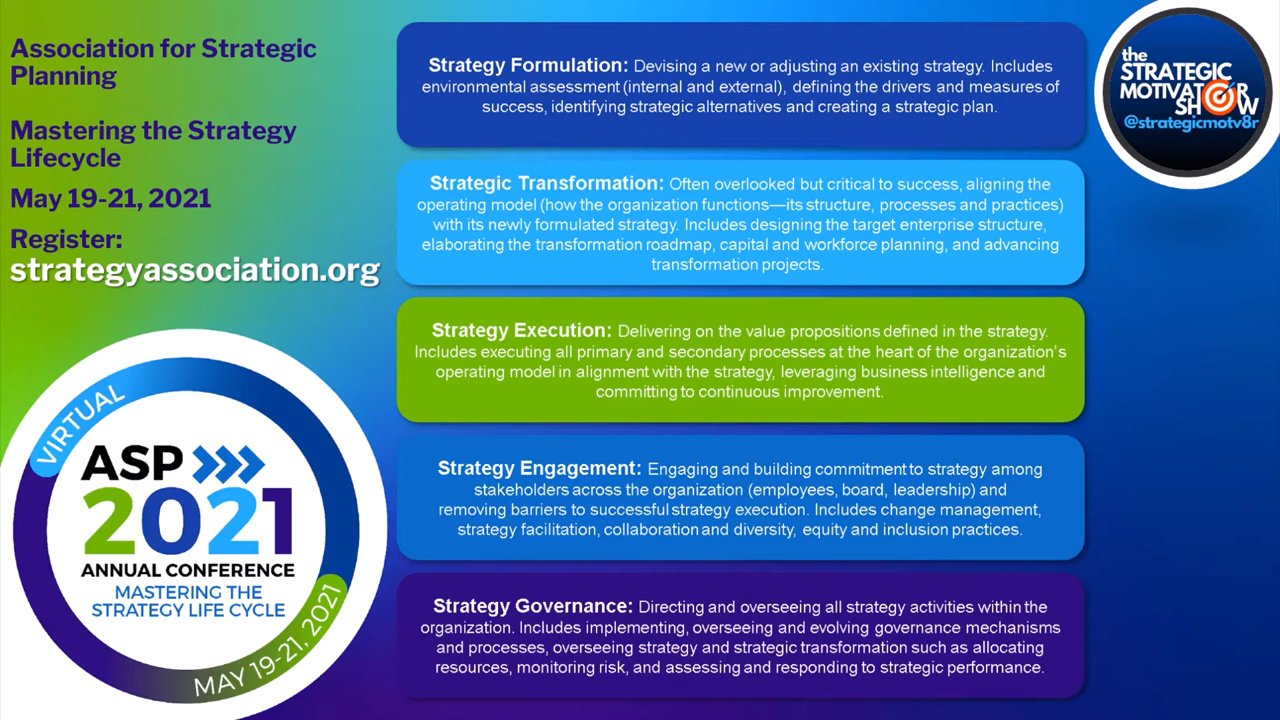 Association for Strategic
Planning
Mastering the Strategy
Lifecycle
May 19-21, 2021
Register:
strategyassociation.org
VIRTUAL
ASP
2021
ANNUAL CONFERENCE
MASTERING THE
STRATEGY LIFE CYCLE
MAY 19-21, 2021
Strategy Formulation: Devising a new or adjusting an existing strategy. Includes
environmental assessment (internal and external), defining the drivers and measures of
success, identifying strategic alternatives and creating a strategic plan.
Strategic Transformation: Often overlooked but critical to success, aligning the
operating model (how the organization functions—its structure, processes and practices)
with its newly formulated strategy. Includes designing the target enterprise structure,
elaborating the transformation roadmap, capital and workforce planning, and advancing
transformation projects.
Strategy Execution: Delivering on the value propositions defined in the strategy.
Includes executing all primary and secondary processes at the heart of the organization's
operating model in alignment with the strategy, leveraging business intelligence and
committing to continuous improvement.
Strategy Engagement: Engaging and building commitment to strategy among
stakeholders across the organization (employees, board, leadership) and
removing barriers to successful strategy execution. Includes change management,
strategy facilitation, collaboration and diversity, equity and inclusion practices.
Strategy Governance: Directing and overseeing all strategy activities within the
organization. Includes implementing, overseeing and evolving governance mechanisms
and processes, overseeing strategy and strategic transformation such as allocating
resources, monitoring risk, and assessing and responding to strategic performance.
the
STRATEGIC
MOTIVATOR
SHOW
@strategicmotv8r